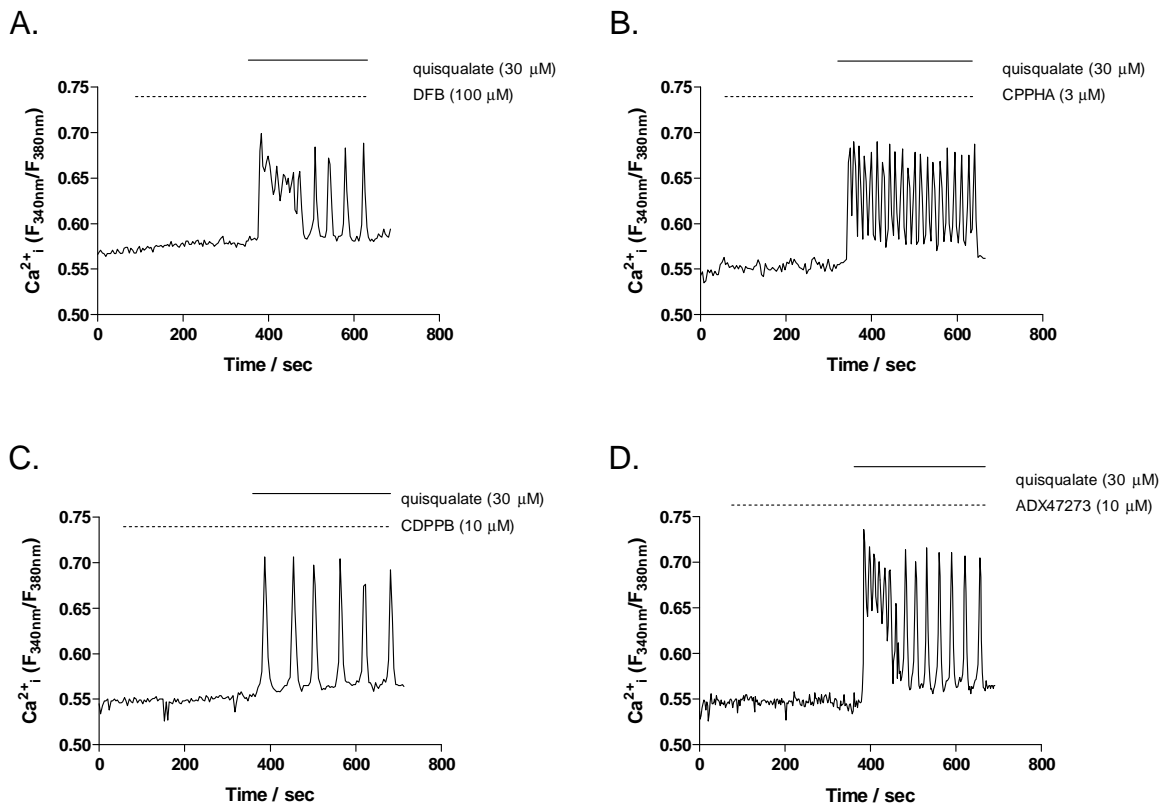 A.
quisqualate (30 μM)
DFB (100 μM)
0.75
0.70
0.65
0.60
0.55
0.50
0
200
400
600
800
Ca²⁺i (F340nm/F380nm)
Time / sec
B.
quisqualate (30 μM)
CPPHA (3 μM)
0.75
0.70
0.65
0.60
0.55
0.50
0
200
400
600
800
Ca²⁺i (F340nm/F380nm)
Time / sec
C.
quisqualate (30 μM)
CDPPB (10 μM)
0.75
0.70
0.65
0.60
0.55
0.50
0
200
400
600
800
Ca²⁺i (F340nm/F380nm)
Time / sec
D.
quisqualate (30 μM)
ADX47273 (10 μM)
0.75
0.70
0.65
0.60
0.55
0.50
0
200
400
600
800
Ca²⁺i (F340nm/F380nm)
Time / sec